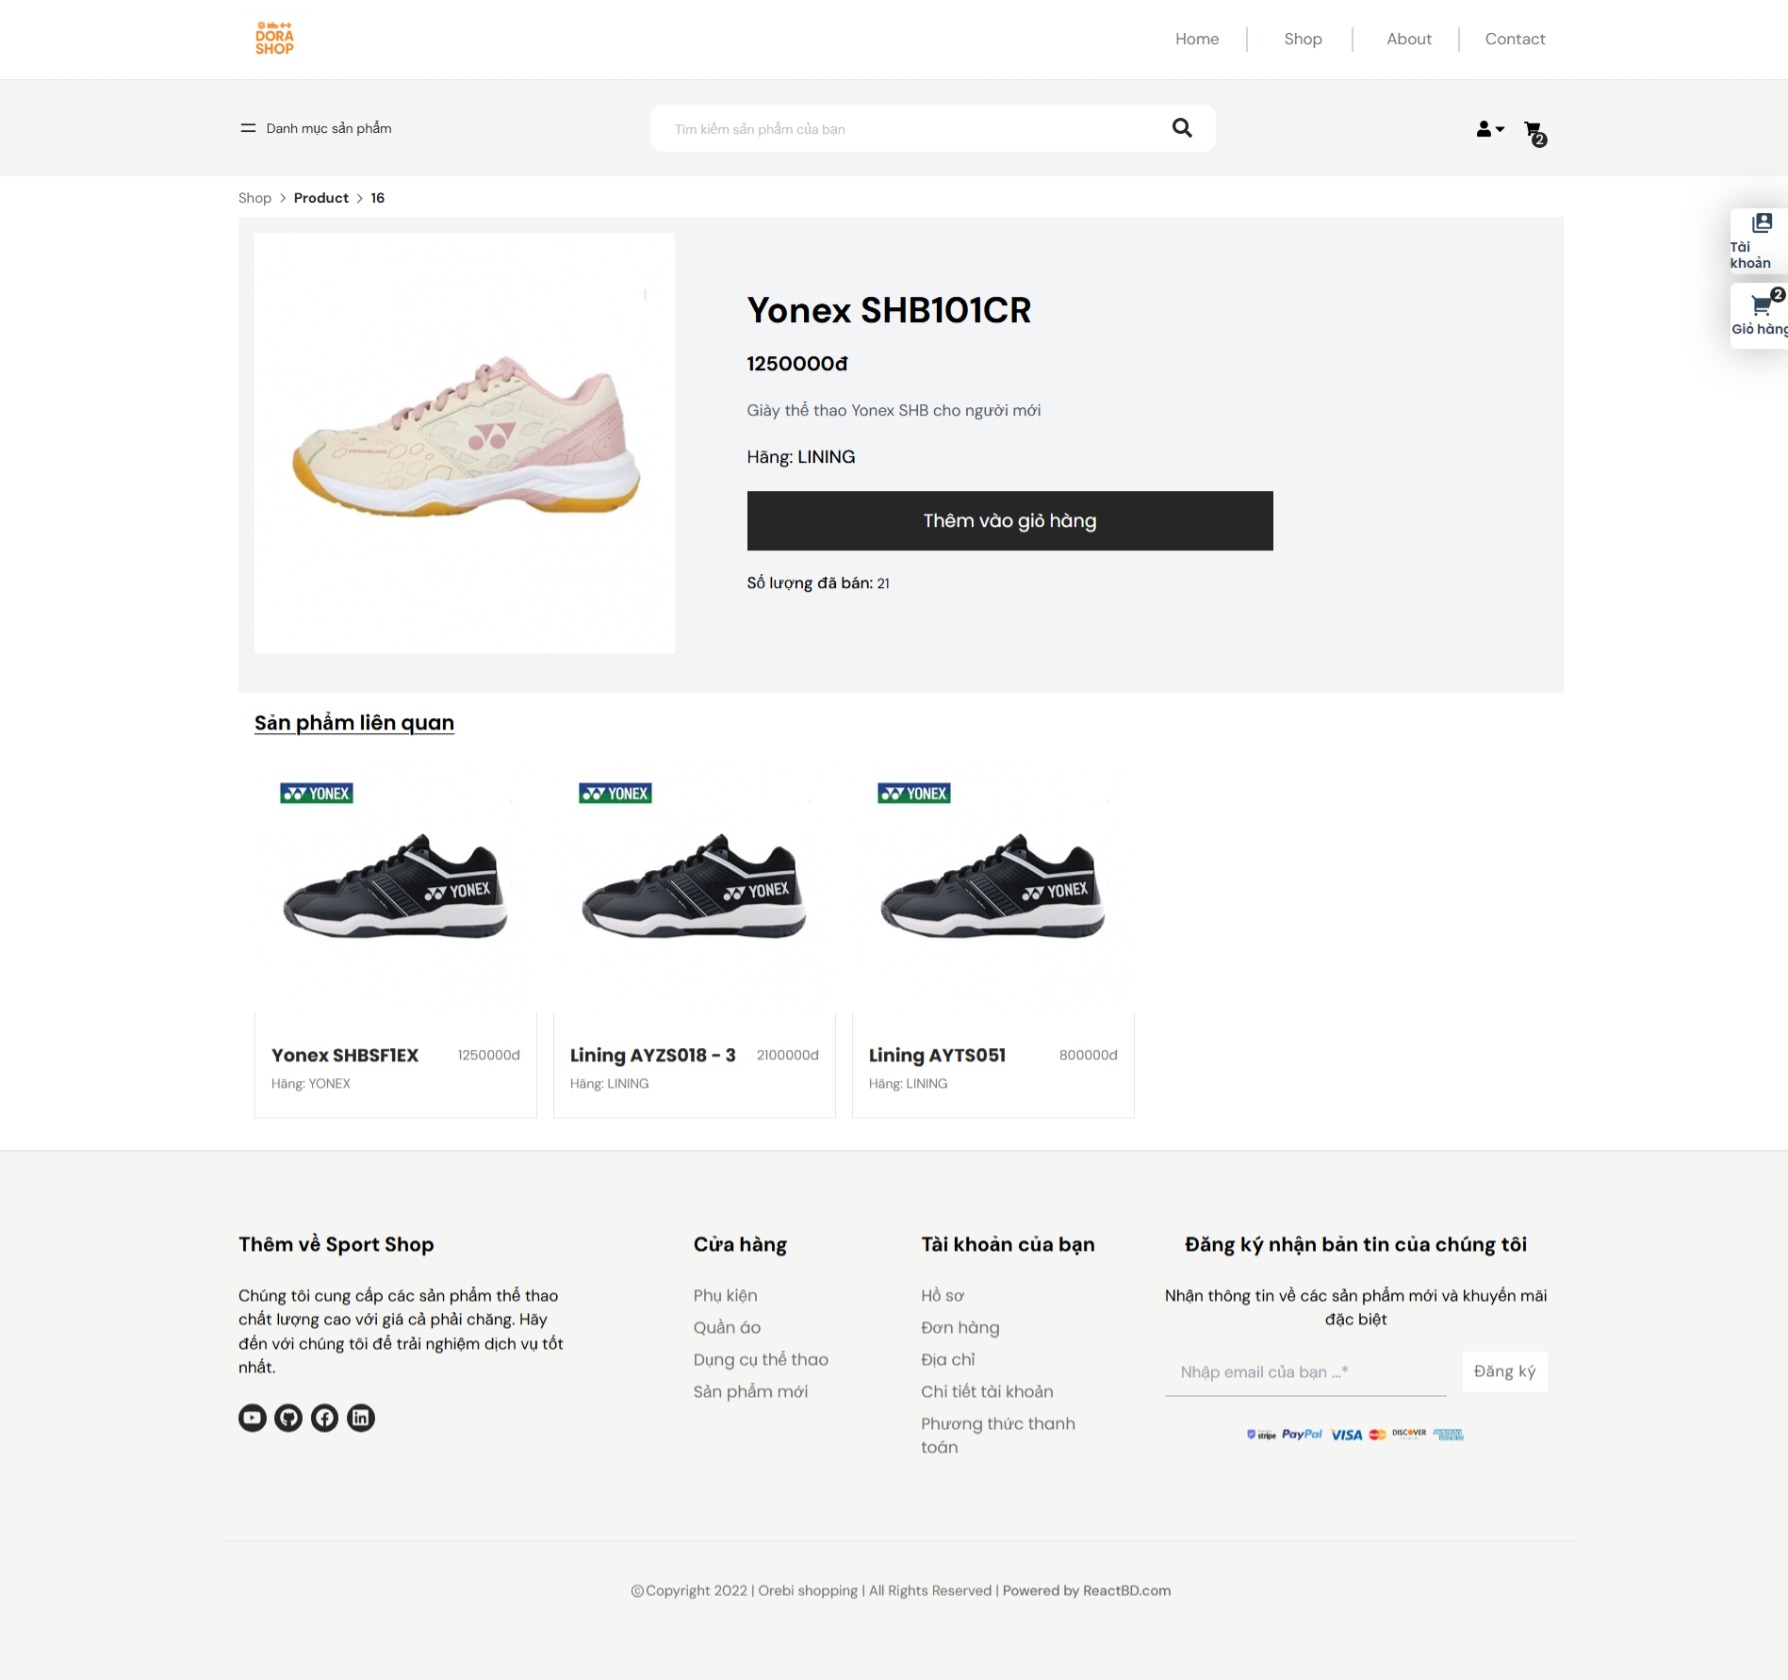 DORA
SHOP
Home
Shop
About
Contact
Danh mục sản phẩm
Tìm kiếm sản phẩm của bạn
2
Shop > Product > 16
Tài
khoản
2
Giỏ hàng
Yonex SHB101CR
1250000đ
Giày thể thao Yonex SHB cho người mới
Hãng: LINING
Thêm vào giỏ hàng
Số lượng đã bán: 21
Sản phẩm liên quan
YONEX
YONEX
YONEX
YONEX
YONEX
YONEX
Yonex SHBSF1EX
1250000đ
Hãng: YONEX
Lining AYZS018 - 3
2100000đ
Hãng: LINING
Lining AYTS051
800000đ
Hãng: LINING
Thêm về Sport Shop
Chúng tôi cung cấp các sản phẩm thể thao
chất lượng cao với giá cả phải chăng. Hãy
đến với chúng tôi để trải nghiệm dịch vụ tốt
nhất.
Cửa hàng
Phụ kiện
Quần áo
Dụng cụ thể thao
Sản phẩm mới
Tài khoản của bạn
Hồ sơ
Đơn hàng
Địa chỉ
Chi tiết tài khoản
Phương thức thanh
toán
Đăng ký nhận bản tin của chúng tôi
Nhận thông tin về các sản phẩm mới và khuyến mãi
đặc biệt
Nhập email của bạn ...*
Đăng ký
stripe PayPal VISA DISCOVER
©Copyright 2022 | Orebi shopping | All Rights Reserved | Powered by ReactBD.com